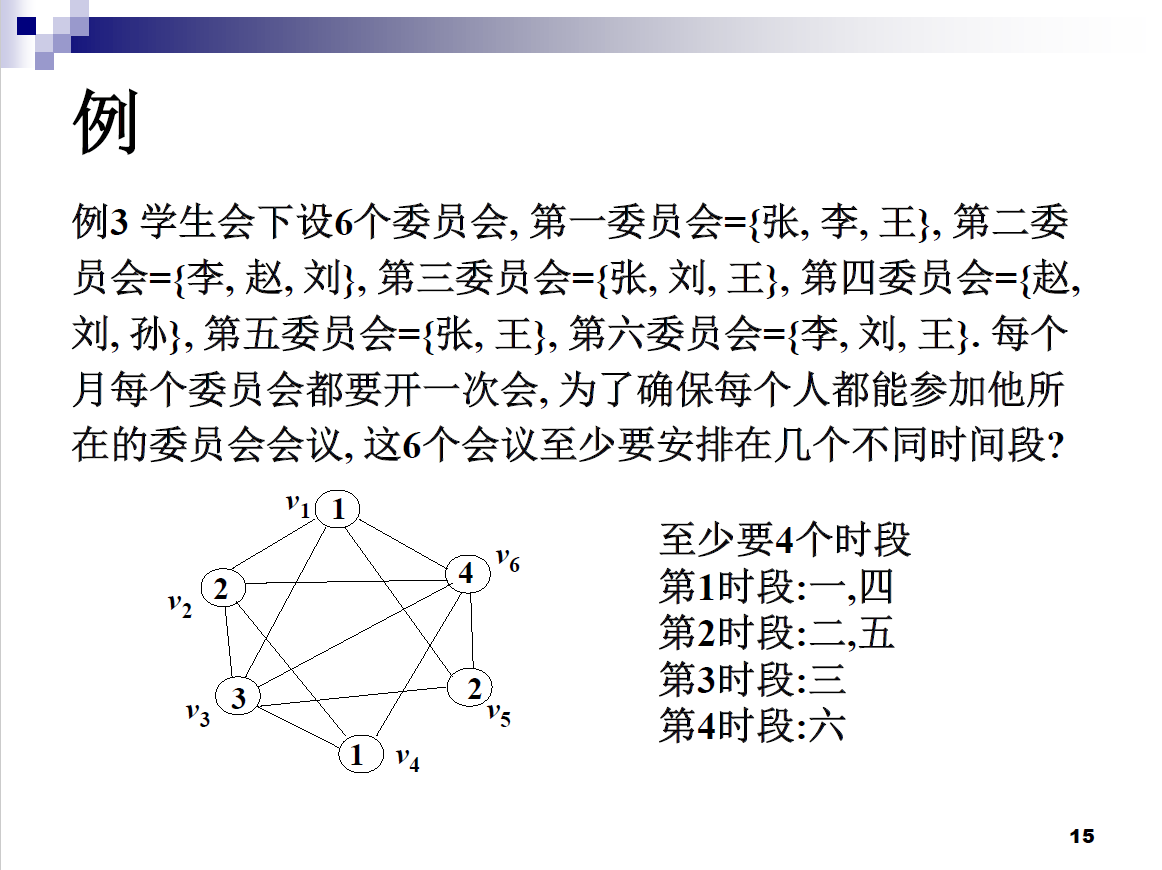 例
例3 学生会下设6个委员会, 第一委员会={张, 李, 王}, 第二委
员会={李, 赵, 刘}, 第三委员会={张, 刘, 王}, 第四委员会={赵,
刘, 孙}, 第五委员会={张, 王}, 第六委员会={李, 刘, 王}. 每个
月每个委员会都要开一次会, 为了确保每个人都能参加他所
在的委员会会议, 这6个会议至少要安排在几个不同时间段?
v1 1
4 v6
v2 2
v3 3
2 v5
1 v4
至少要4个时段
第1时段:一,四
第2时段:二,五
第3时段:三
第4时段:六
15